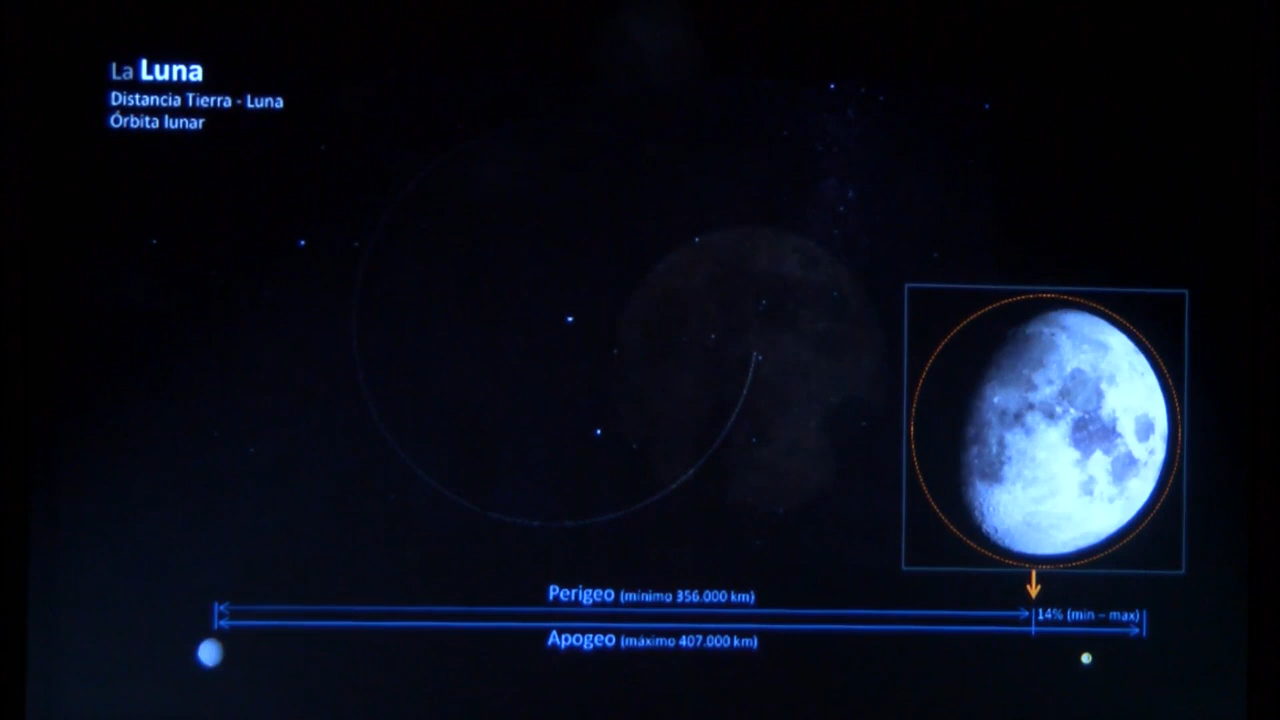 La Luna
Distancia Tierra - Luna
Órbita lunar
Perigeo (mínimo 356.000 km)
14% (min – max)
Apogeo (máximo 407.000 km)